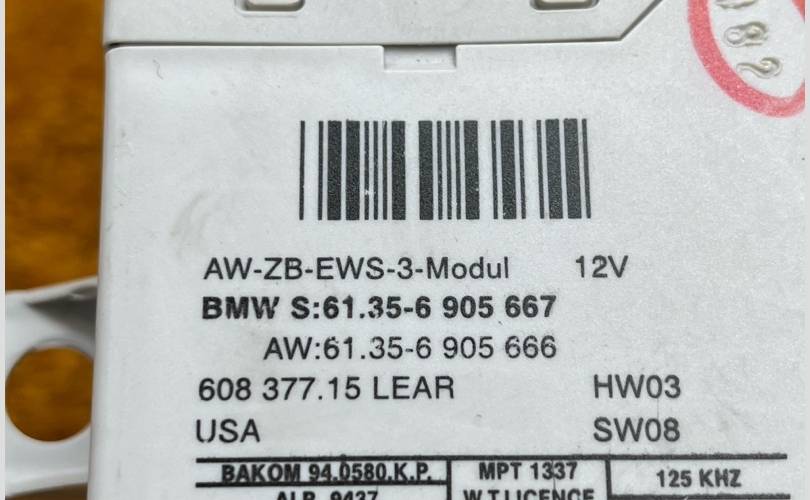 AW-ZB-EWS-3-Modul 12V
BMW S:61.35-6 905 667
AW:61.35-6 905 666
608 377.15 LEAR HW03
USA SW08
BAKOM 94.0580.K.P. MPT 1337 125 KHZ
W.T.LICENCE